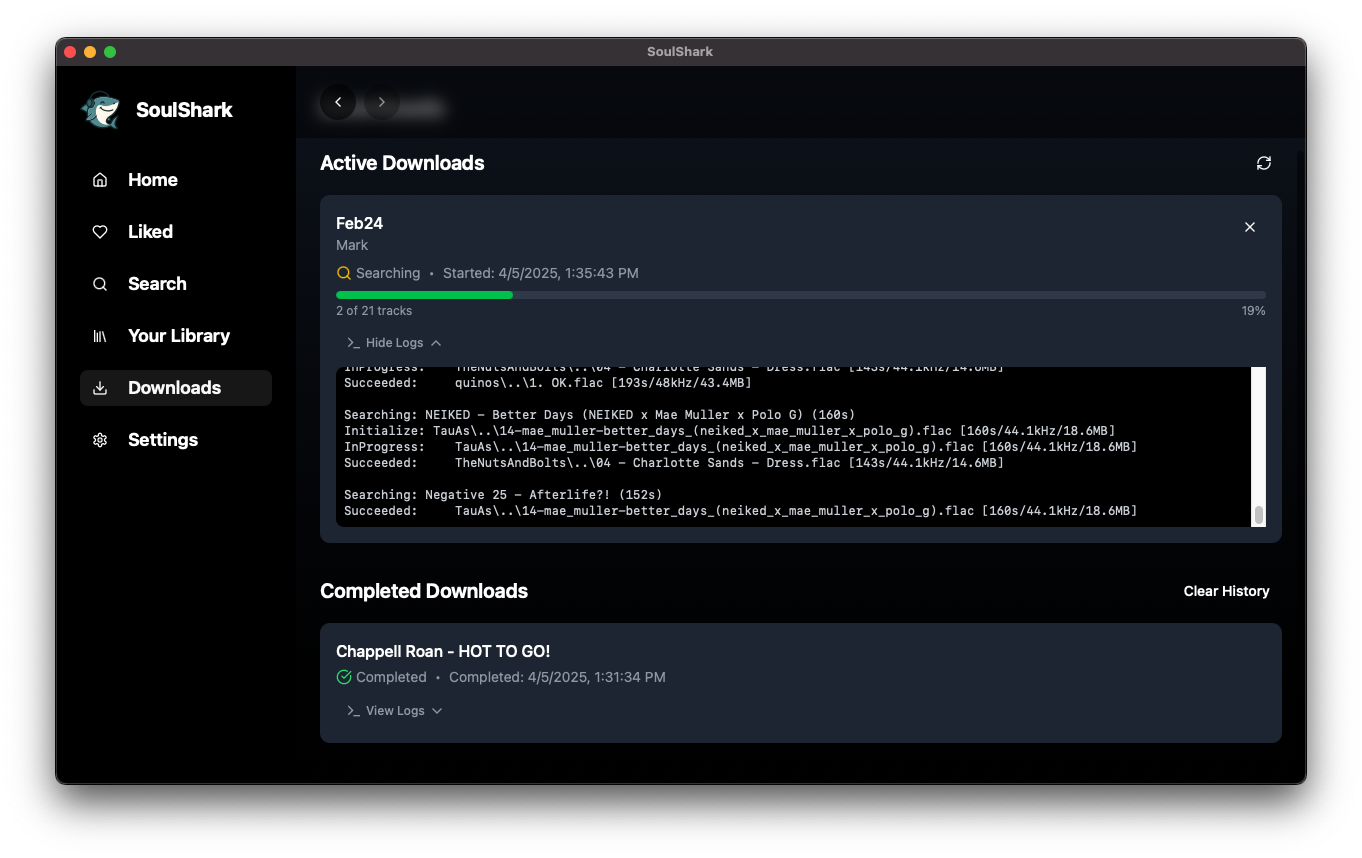 SoulShark
SoulShark
Home
Liked
Search
Your Library
Downloads
Settings
Active Downloads
Feb24
Mark
Searching • Started: 4/5/2025, 1:35:43 PM
2 of 21 tracks 19%
>_ Hide Logs
InProgress: TheNutsAndBolts\..\04 – Charlotte Sands – Dress.flac [143s/44.1kHz/14.6MB]
Succeeded: quinos\..\1. OK.flac [193s/48kHz/43.4MB]
Searching: NEIKED – Better Days (NEIKED x Mae Muller x Polo G) (160s)
Initialize: TauAs\..\14-mae_muller-better_days_(neiked_x_mae_muller_x_polo_g).flac [160s/44.1kHz/18.6MB]
InProgress: TauAs\..\14-mae_muller-better_days_(neiked_x_mae_muller_x_polo_g).flac [160s/44.1kHz/18.6MB]
Succeeded: TheNutsAndBolts\..\04 – Charlotte Sands – Dress.flac [143s/44.1kHz/14.6MB]
Searching: Negative 25 – Afterlife?! (152s)
Succeeded: TauAs\..\14-mae_muller-better_days_(neiked_x_mae_muller_x_polo_g).flac [160s/44.1kHz/18.6MB]
Completed Downloads
Clear History
Chappell Roan - HOT TO GO!
Completed • Completed: 4/5/2025, 1:31:34 PM
>_ View Logs